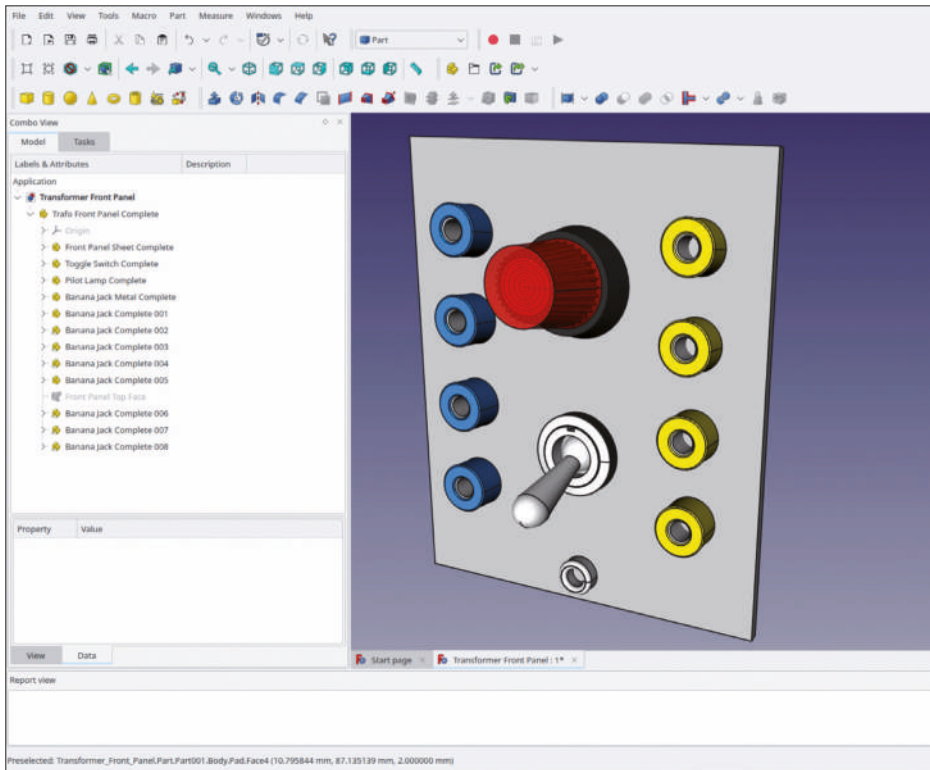 File Edit View Tools Macro Part Measure Windows Help
Part
Combo View
Model Tasks
Labels & Attributes Description
Application
Transformer Front Panel
Trafo Front Panel Complete
Origin
Front Panel Sheet Complete
Toggle Switch Complete
Pilot Lamp Complete
Banana Jack Metal Complete
Banana Jack Complete 001
Banana Jack Complete 002
Banana Jack Complete 003
Banana Jack Complete 004
Banana Jack Complete 005
Front Panel Top Face
Banana Jack Complete 006
Banana Jack Complete 007
Banana Jack Complete 008
Property Value
View Data
Start page Transformer Front Panel : 1*
Report view
Preselected: Transformer_Front_Panel.Part.Part001.Body.Pad.Face4 (10.795844 mm, 87.135139 mm, 2.000000 mm)